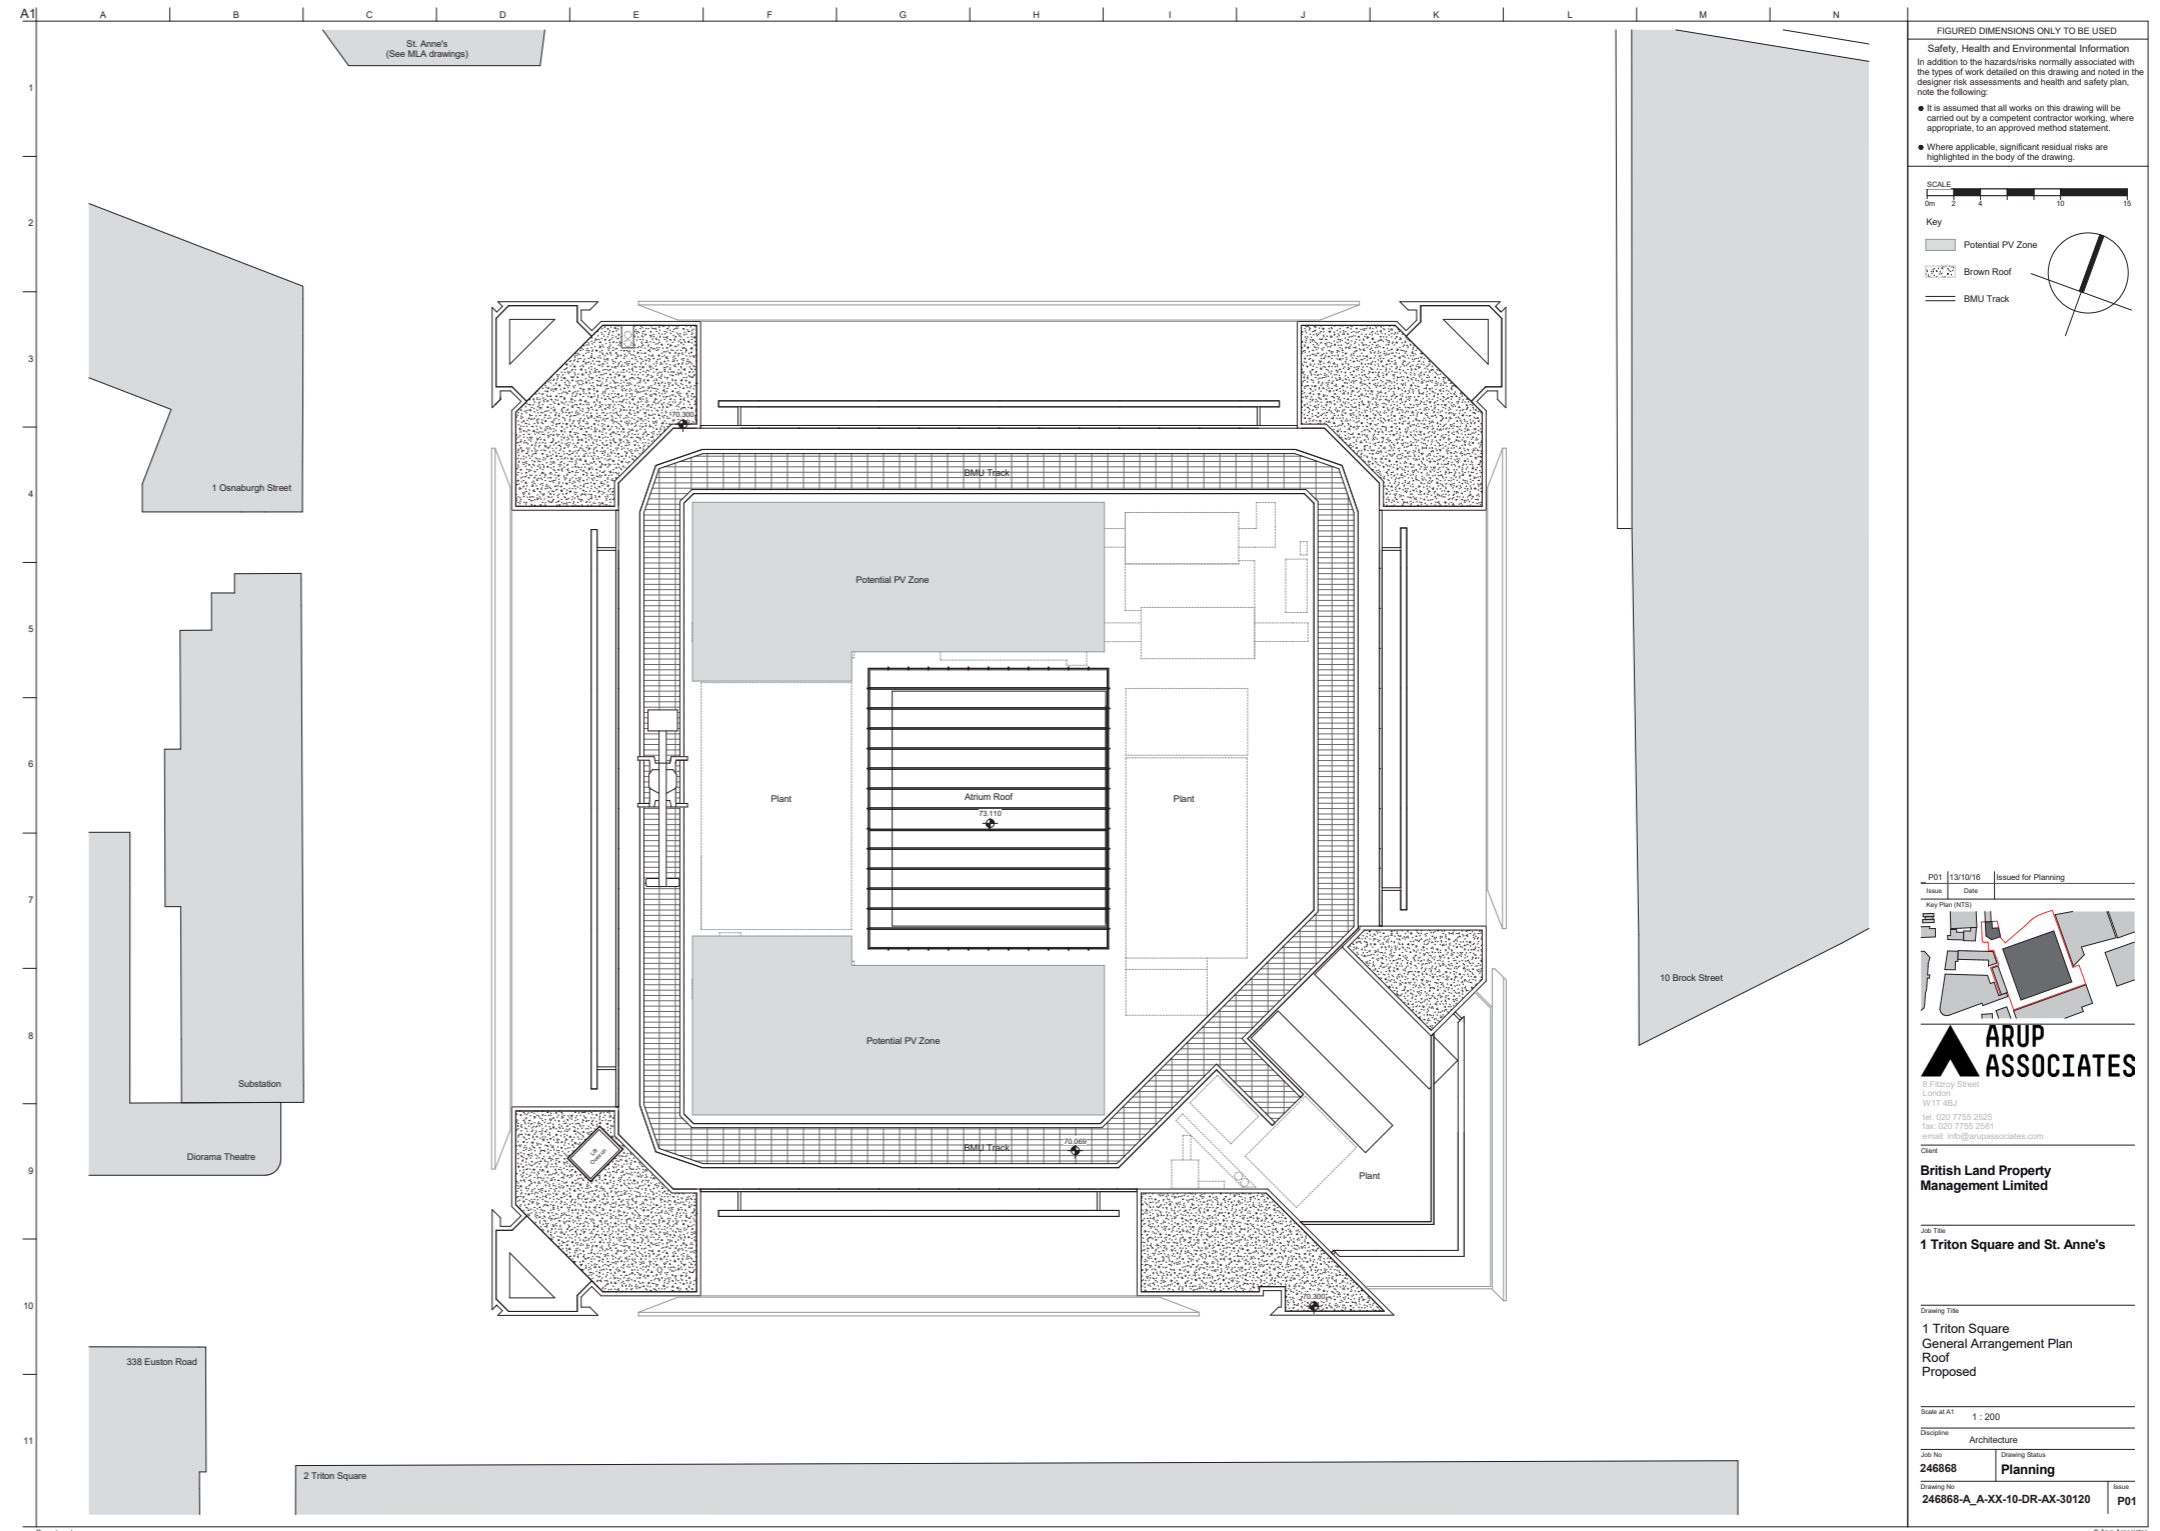 A1
A B C D E F G H I J K L M N
1
2
3
4
5
6
7
8
9
10
11
St. Anne's
(See MLA drawings)
1 Osnaburgh Street
Substation
Diorama Theatre
338 Euston Road
2 Triton Square
10 Brock Street
70.300
BMU Track
Potential PV Zone
Plant
Atrium Roof
73.110
Plant
Potential PV Zone
Lift
Overrun
BMU Track
70.069
Plant
70.300
FIGURED DIMENSIONS ONLY TO BE USED
Safety, Health and Environmental Information
In addition to the hazards/risks normally associated with
the types of work detailed on this drawing and noted in the
designer risk assessments and health and safety plan,
note the following:
● It is assumed that all works on this drawing will be
carried out by a competent contractor working, where
appropriate, to an approved method statement.
● Where applicable, significant residual risks are
highlighted in the body of the drawing.
SCALE
0m 2 4 10 15
Key
Potential PV Zone
Brown Roof
BMU Track
P01 13/10/16 Issued for Planning
Issue Date
Key Plan (NTS)
ARUP
ASSOCIATES
8 Fitzroy Street
London
W1T 4BJ
tel: 020 7755 2525
fax: 020 7755 2561
email: info@arupassociates.com
Client
British Land Property
Management Limited
Job Title
1 Triton Square and St. Anne's
Drawing Title
1 Triton Square
General Arrangement Plan
Roof
Proposed
Scale at A1
1 : 200
Discipline
Architecture
Job No
246868
Drawing Status
Planning
Drawing No
246868-A_A-XX-10-DR-AX-30120
Issue
P01